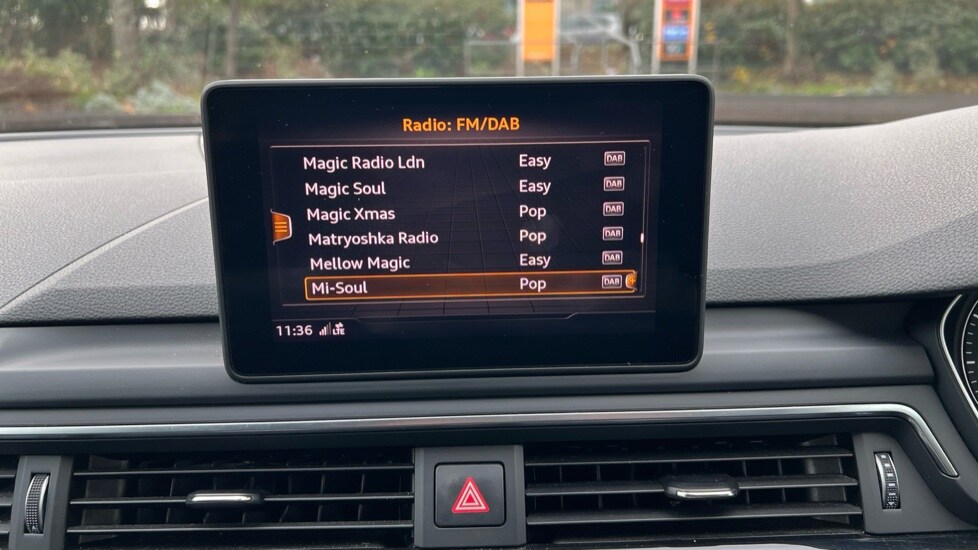 Radio: FM/DAB
Magic Radio Ldn Easy DAB
Magic Soul Easy DAB
Magic Xmas Pop DAB
Matryoshka Radio Pop DAB
Mellow Magic Easy DAB
Mi-Soul Pop DAB
11:36 LTE